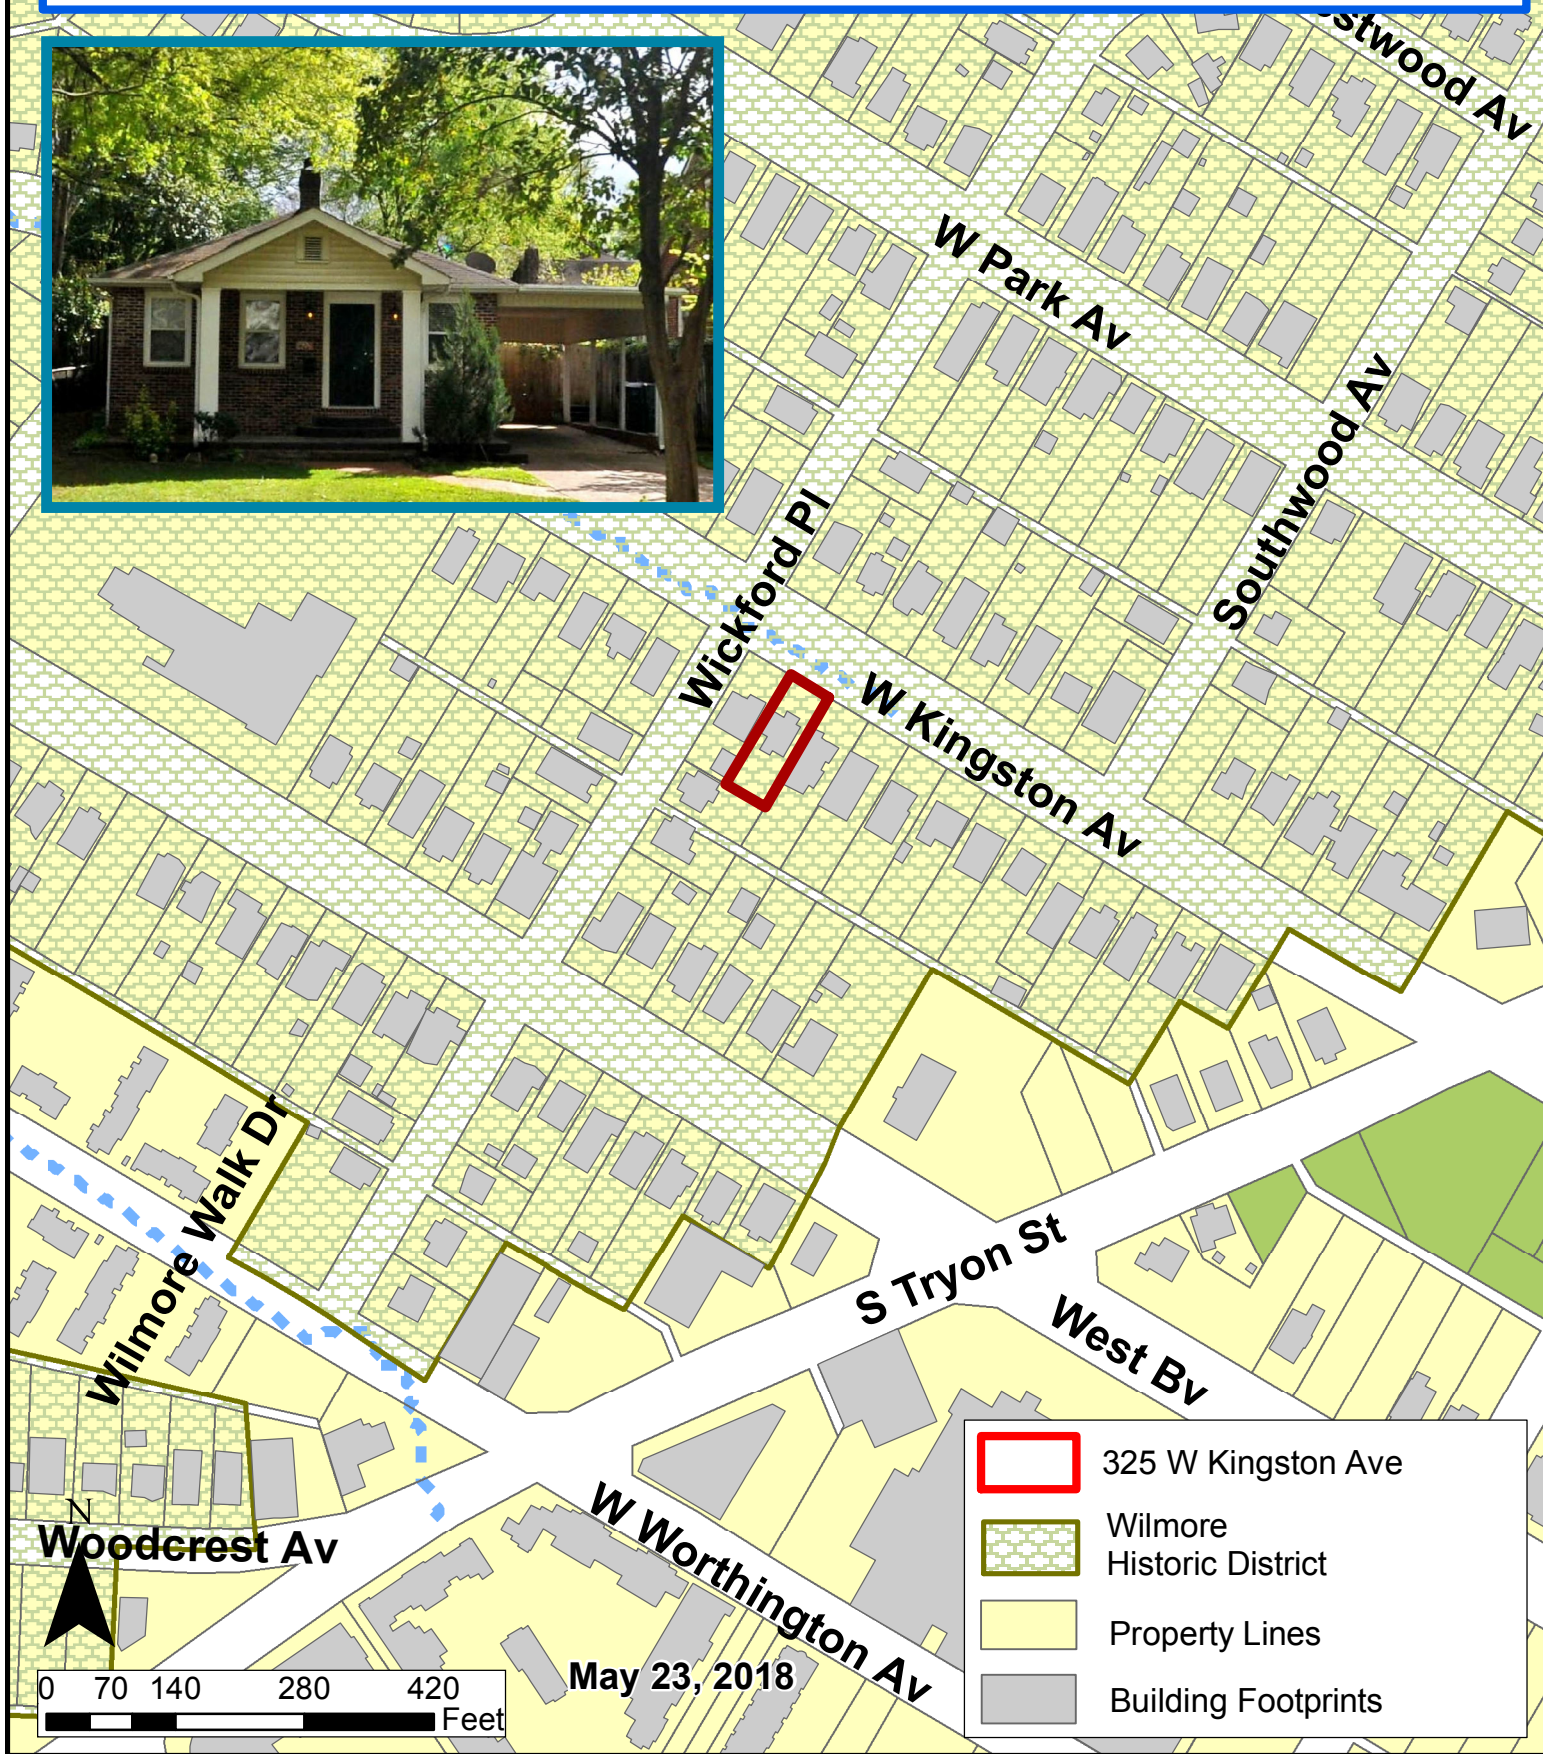 stwood Av
W Park Av
Southwood Av
Wickford Pl
W Kingston Av
Wilmore Walk Dr
S Tryon St
West Bv
W Worthington Av
Woodcrest Av
N
0 70 140 280 420
Feet
May 23, 2018
325 W Kingston Ave
Wilmore
Historic District
Property Lines
Building Footprints